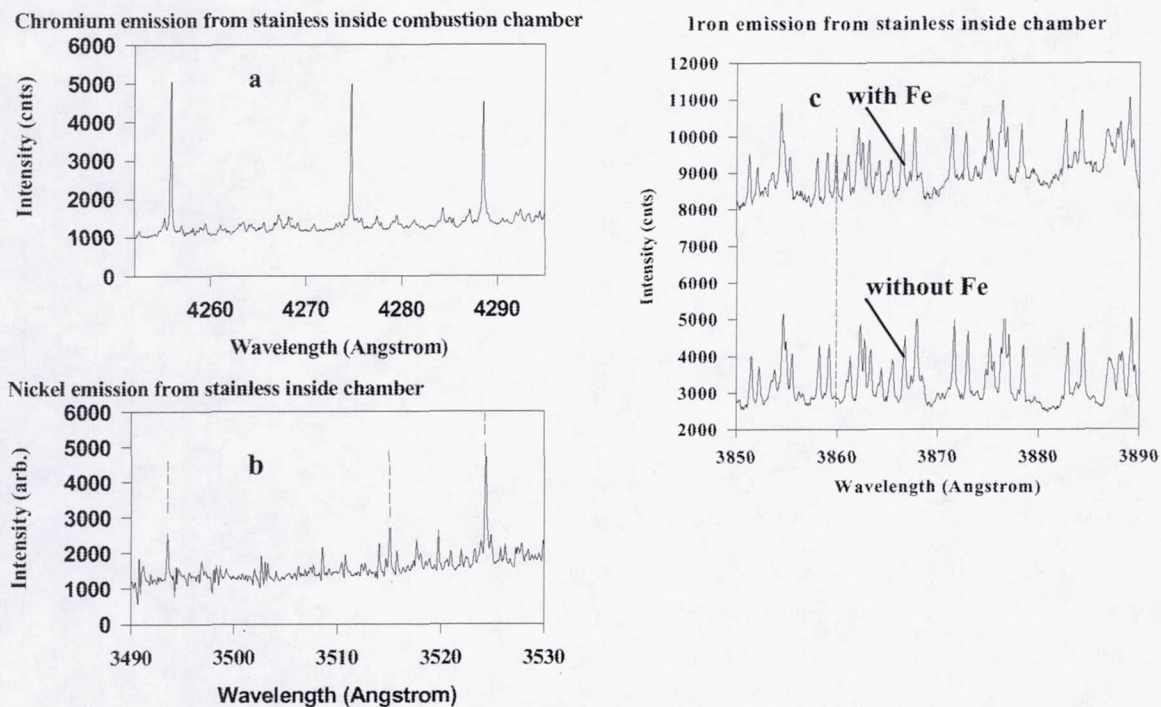 Chromium emission from stainless inside combustion chamber
6000
5000
4000
3000
2000
1000
0
Intensity (cnts)
a
4260 4270 4280 4290
Wavelength (Angstrom)
Nickel emission from stainless inside chamber
6000
5000
4000
3000
2000
1000
0
Intensity (arb.)
b
3490 3500 3510 3520 3530
Wavelength (Angstrom)
Iron emission from stainless inside chamber
12000
11000
10000
9000
8000
7000
6000
5000
4000
3000
2000
Intensity (cnts)
c with Fe
without Fe
3850 3860 3870 3880 3890
Wavelength (Angstrom)